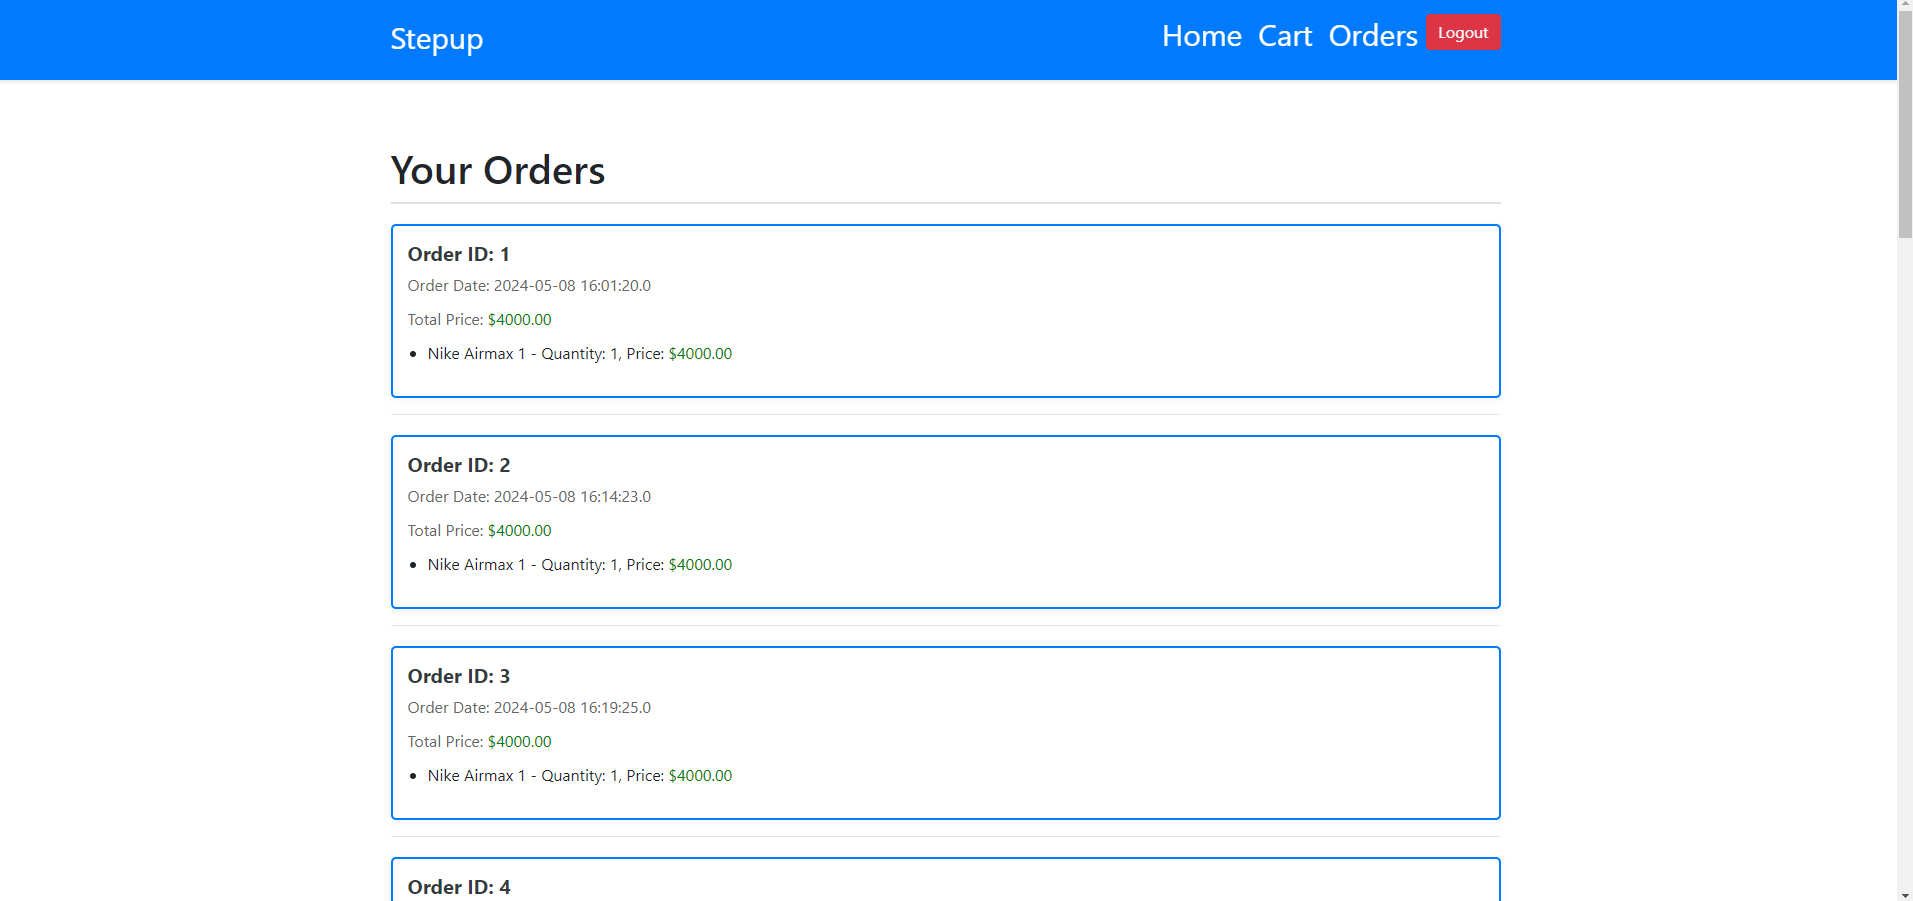 Stepup
Home Cart Orders Logout
Your Orders
Order ID: 1
Order Date: 2024-05-08 16:01:20.0
Total Price: $4000.00
• Nike Airmax 1 - Quantity: 1, Price: $4000.00
Order ID: 2
Order Date: 2024-05-08 16:14:23.0
Total Price: $4000.00
• Nike Airmax 1 - Quantity: 1, Price: $4000.00
Order ID: 3
Order Date: 2024-05-08 16:19:25.0
Total Price: $4000.00
• Nike Airmax 1 - Quantity: 1, Price: $4000.00
Order ID: 4